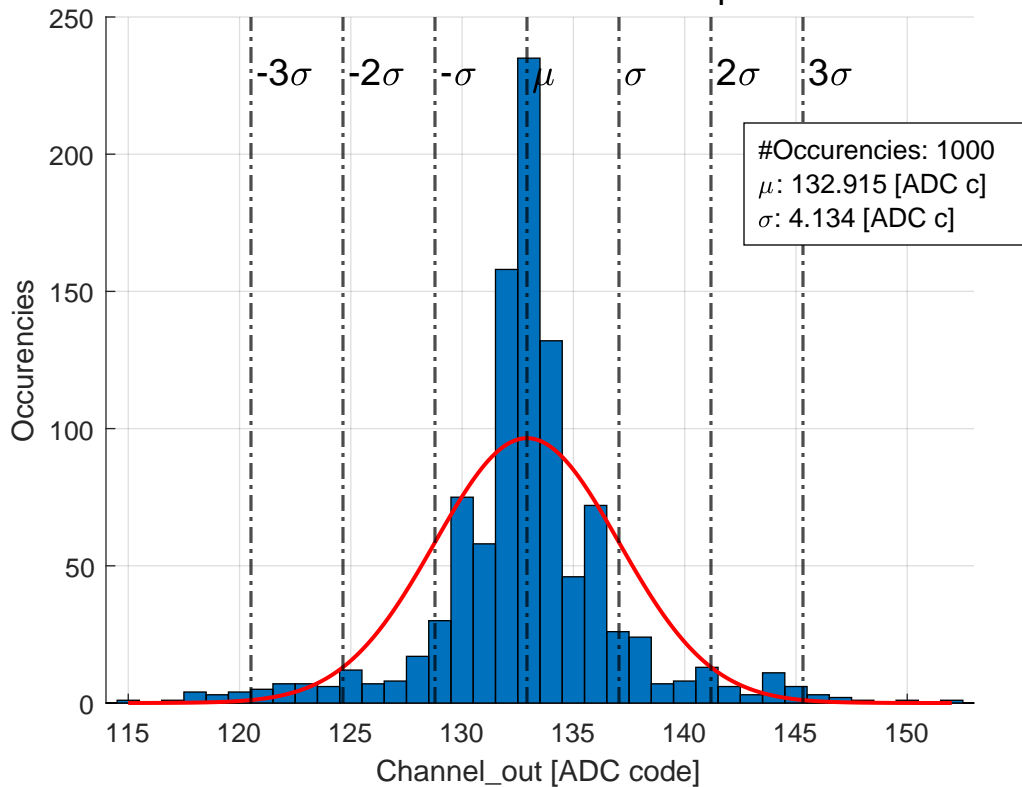 250
200
150
100
50
0
Occurencies
-3σ
-2σ
-σ
μ
σ
2σ
3σ
#Occurencies: 1000
μ: 132.915 [ADC c]
σ: 4.134 [ADC c]
115
120
125
130
135
140
145
150
Channel_out [ADC code]